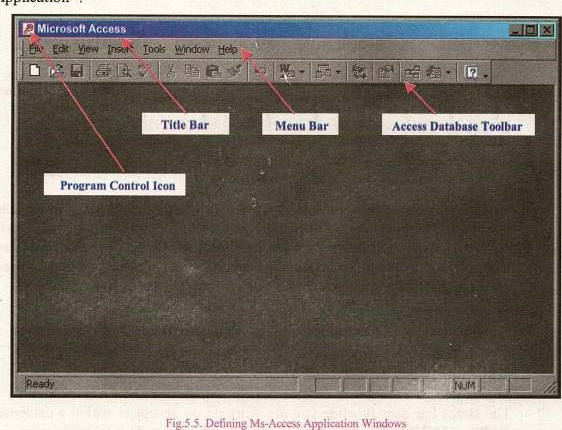 Application".
Microsoft Access
File Edit View Insert Tools Window Help
Title Bar
Menu Bar
Access Database Toolbar
Program Control Icon
Ready
NUM
Fig.5.5. Defining Ms-Access Application Windows